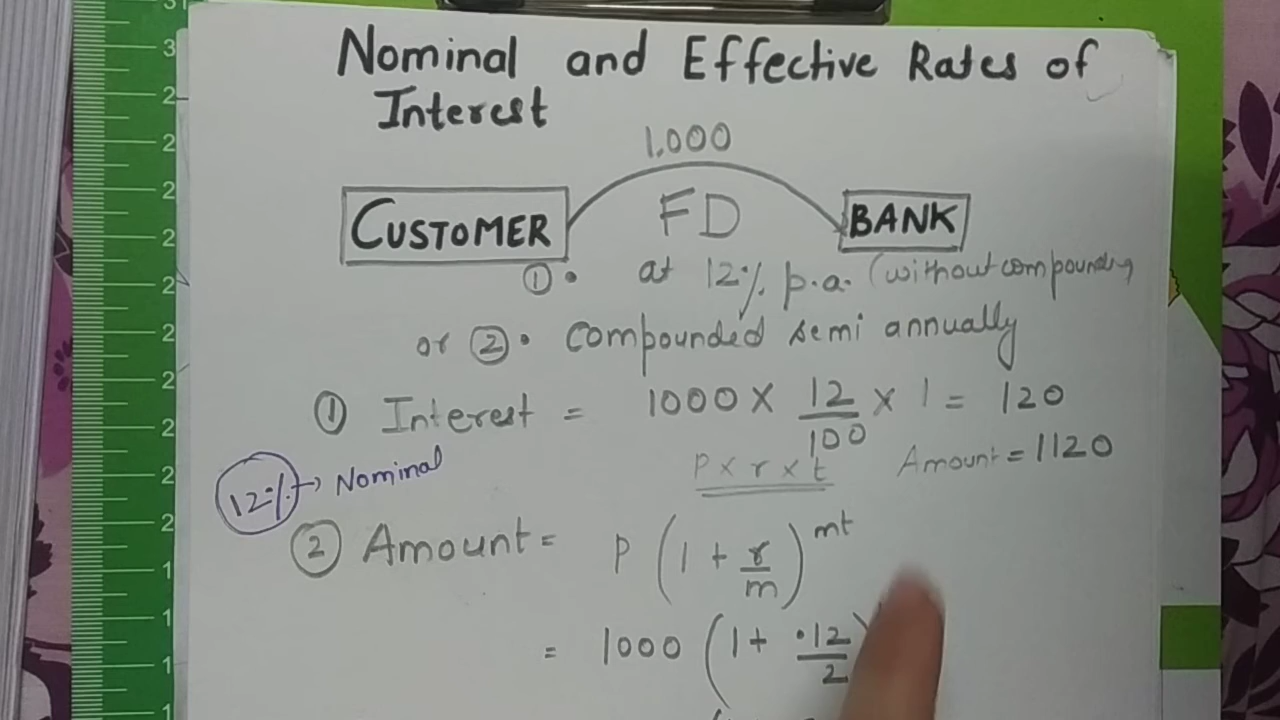 Nominal and Effective Rates of
Interest
1,000
CUSTOMER FD BANK
① • at 12% p.a. (without compounding
or ② • Compounded semi annually
① Interest = 1000 × 12/100 × 1 = 120
P × r × t Amount = 1120
12% → Nominal
② Amount = P (1 + r/m)^mt
= 1000 (1 + .12/2)